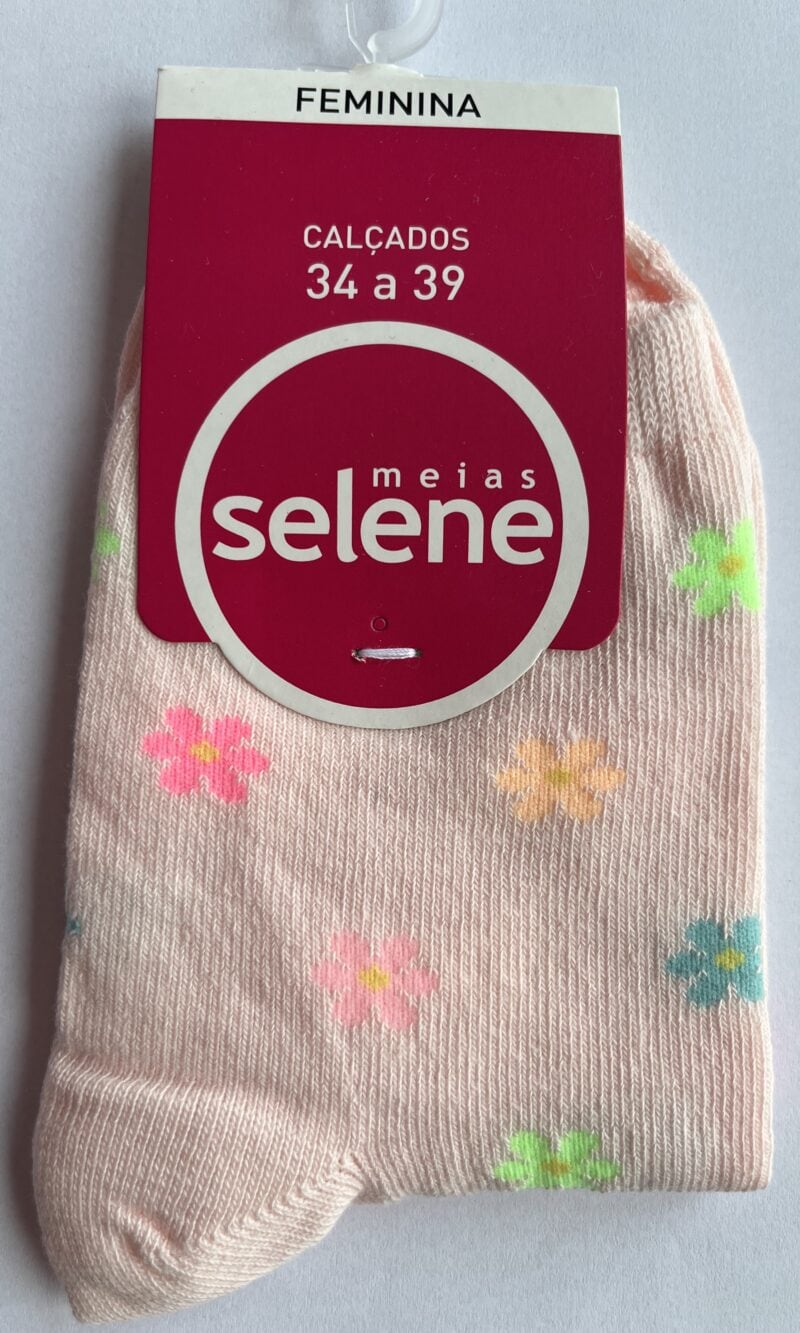 FEMININA
CALÇADOS
34 a 39
meias
selene